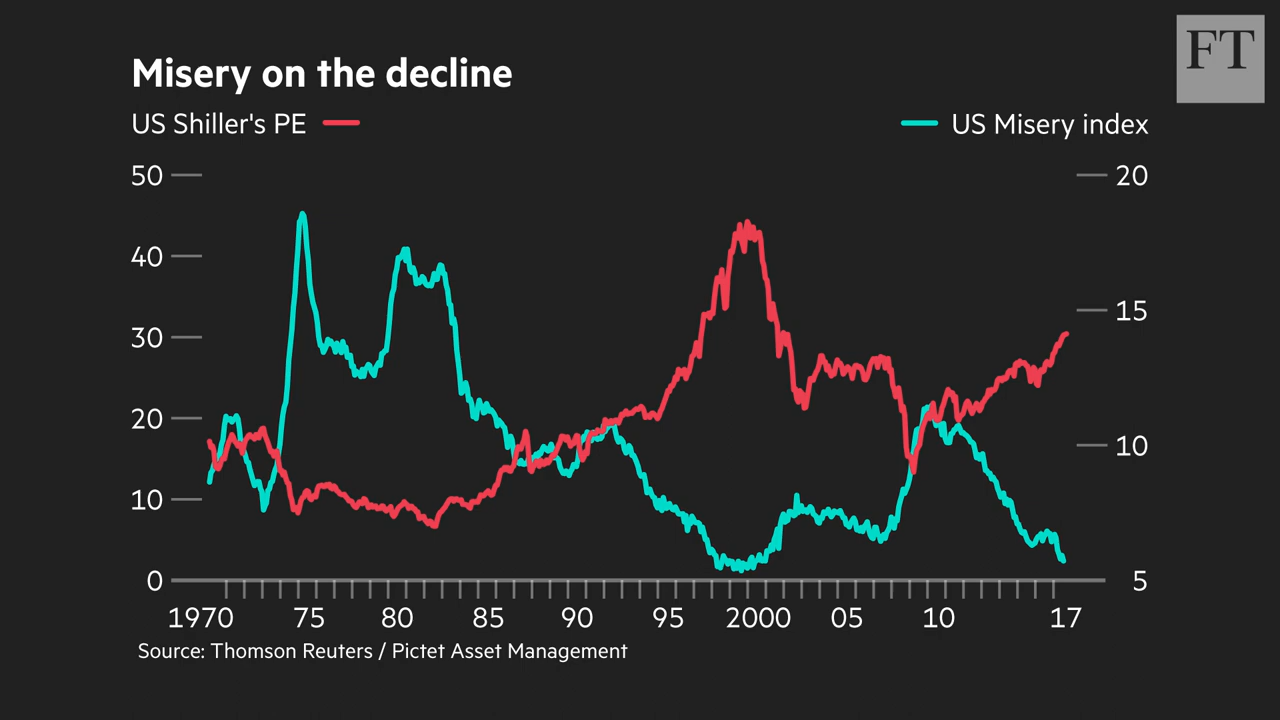 FT
Misery on the decline
US Shiller's PE
US Misery index
50
20
40
15
30
20
10
10
0
5
1970 75 80 85 90 95 2000 05 10 17
Source: Thomson Reuters / Pictet Asset Management